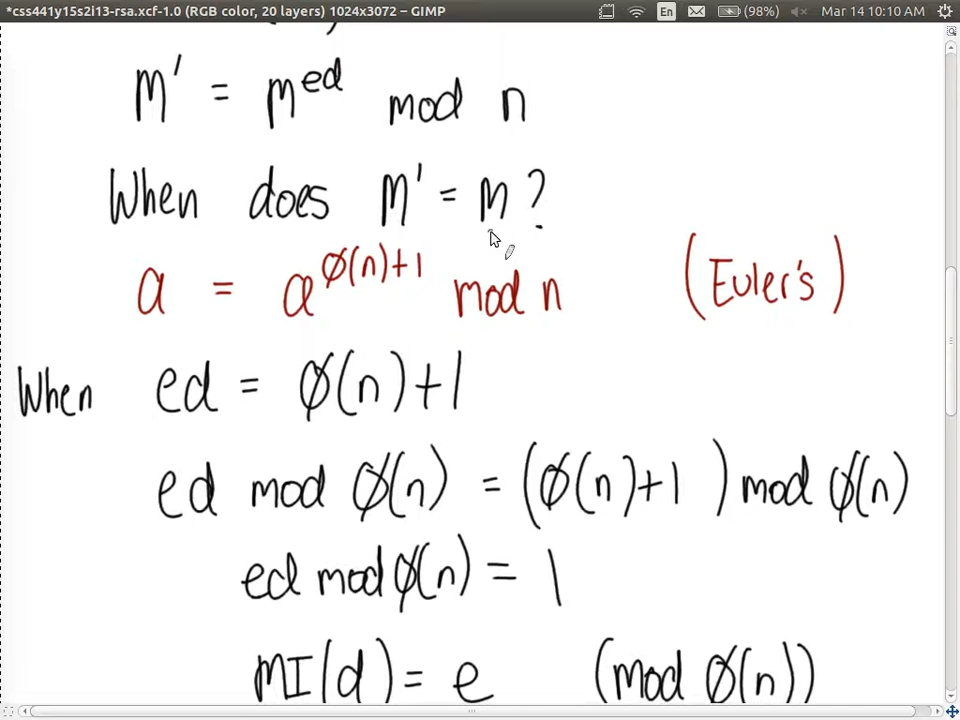 *css441y15s2i13-rsa.xcf-1.0 (RGB color, 20 layers) 1024x3072 – GIMP En (98%) Mar 14 10:10 AM
M' = M^ed mod n
When does M' = M ?
a = a^ø(n)+1 mod n (Euler's)
When ed = ø(n)+1
ed mod ø(n) = (ø(n)+1 ) mod ø(n)
ed mod ø(n) = 1
MI(d) = e (mod ø(n))